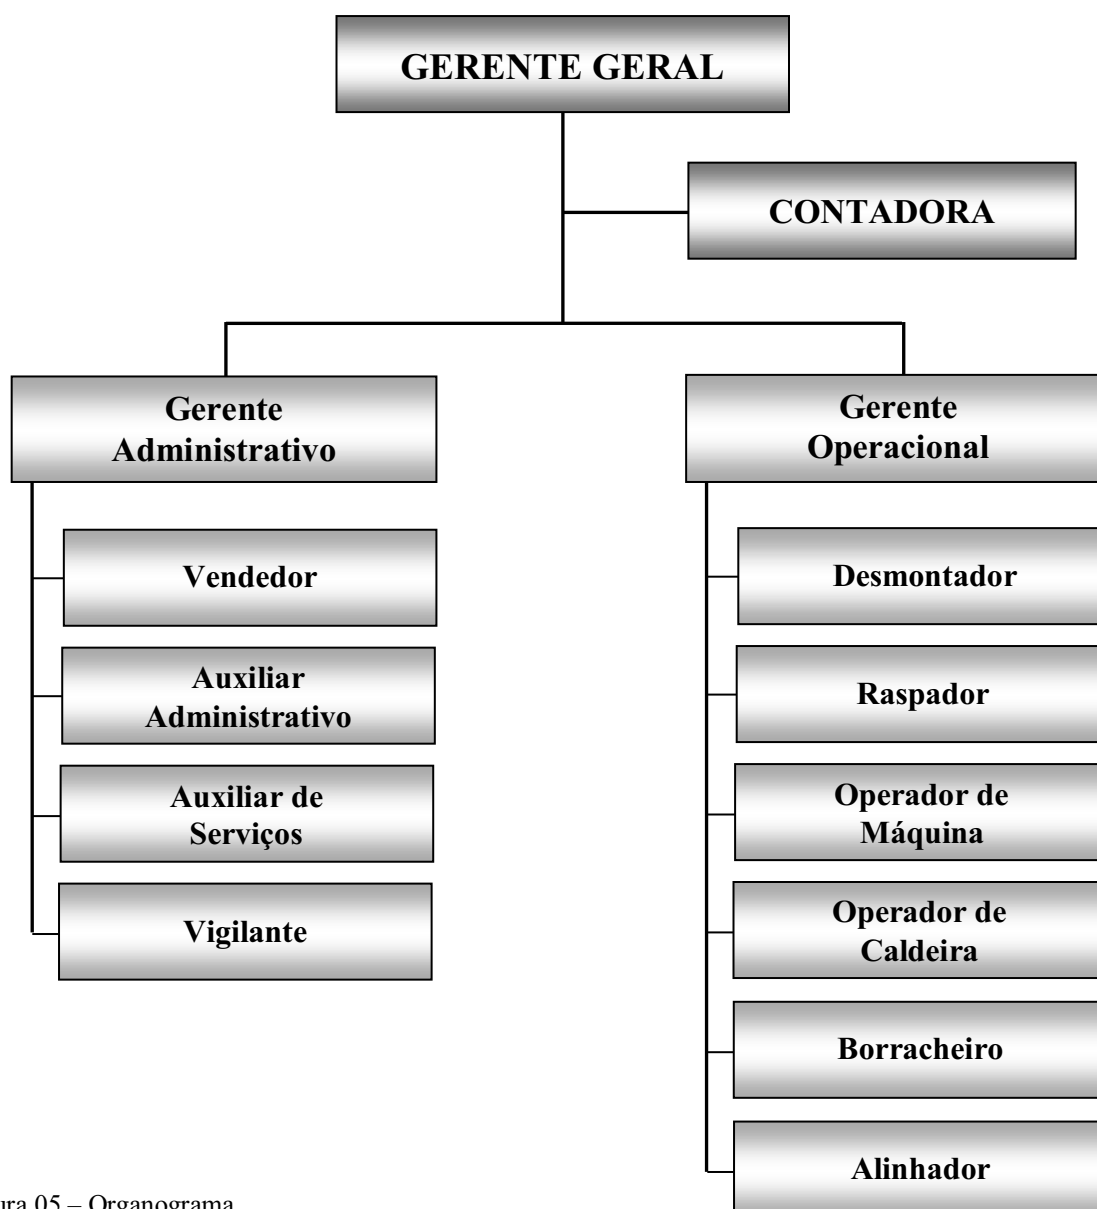 GERENTE GERAL
CONTADORA
Gerente
Administrativo
Vendedor
Auxiliar
Administrativo
Auxiliar de
Serviços
Vigilante
Gerente
Operacional
Desmontador
Raspador
Operador de
Máquina
Operador de
Caldeira
Borracheiro
Alinhador
ura 05 – Organograma